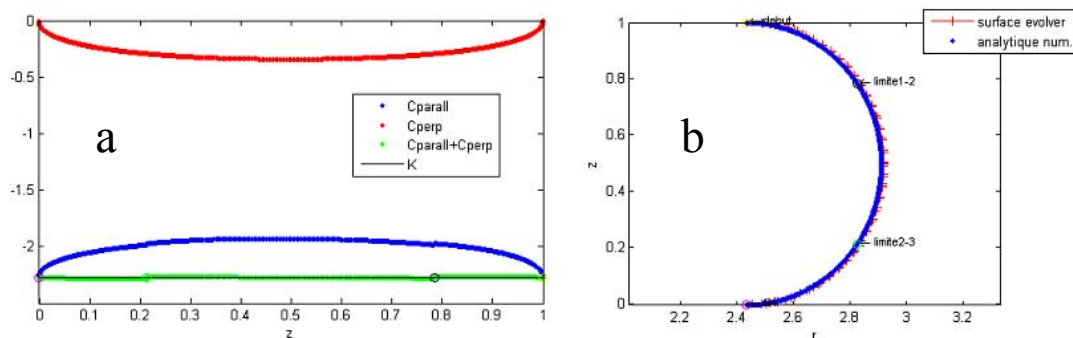 0
-0.5
-1
-1.5
-2
a
Cparall
Cperp
Cparall+Cperp
K
0 0.1 0.2 0.3 0.4 0.5 0.6 0.7 0.8 0.9 1
z
b
surface evolver
analytique num.
1
0.8
0.6
0.4
0.2
0
z
limite1-2
limite2-3
2.2 2.4 2.6 2.8 3 3.2
r